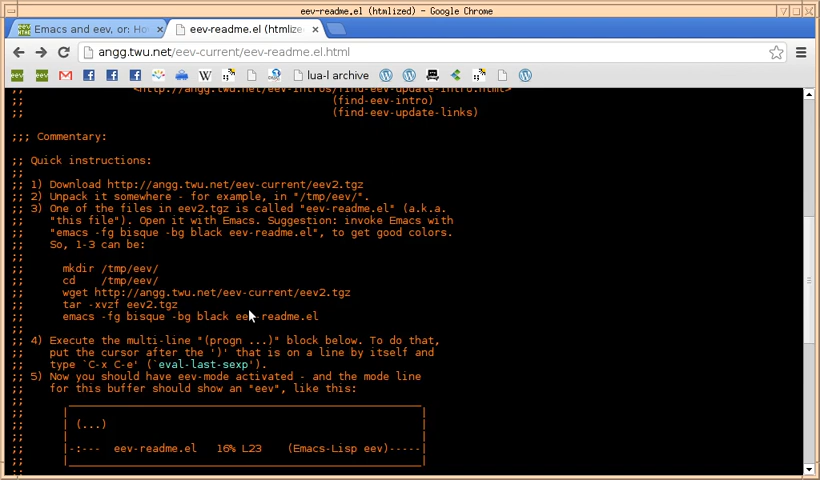 eev-readme.el (htmlized) - Google Chrome
Emacs and eev, or: Ho
eev-readme.el (htmlize
angg.twu.net/eev-current/eev-readme.el.html
lua-l archive
;; <http://angg.twu.net/eev-intros/find-eev-update-intro.html>
;; (find-eev-intro)
;; (find-eev-update-links)
;;; Commentary:
;; Quick instructions:
;;
;; 1) Download http://angg.twu.net/eev-current/eev2.tgz
;; 2) Unpack it somewhere - for example, in "/tmp/eev/".
;; 3) One of the files in eev2.tgz is called "eev-readme.el" (a.k.a.
;; "this file"). Open it with Emacs. Suggestion: invoke Emacs with
;; "emacs -fg bisque -bg black eev-readme.el", to get good colors.
;; So, 1-3 can be:
;;
;; mkdir /tmp/eev/
;; cd /tmp/eev/
;; wget http://angg.twu.net/eev-current/eev2.tgz
;; tar -xvzf eev2.tgz
;; emacs -fg bisque -bg black eev-readme.el
;;
;; 4) Execute the multi-line "(progn ...)" block below. To do that,
;; put the cursor after the ')' that is on a line by itself and
;; type `C-x C-e' (`eval-last-sexp').
;; 5) Now you should have eev-mode activated - and the mode line
;; for this buffer should show an "eev", like this:
;; ________________________________________________________
;; | |
;; | (...) |
;; | |
;; |-:--- eev-readme.el 16% L23 (Emacs-Lisp eev)-----|
;; |________________________________________________________|
;;